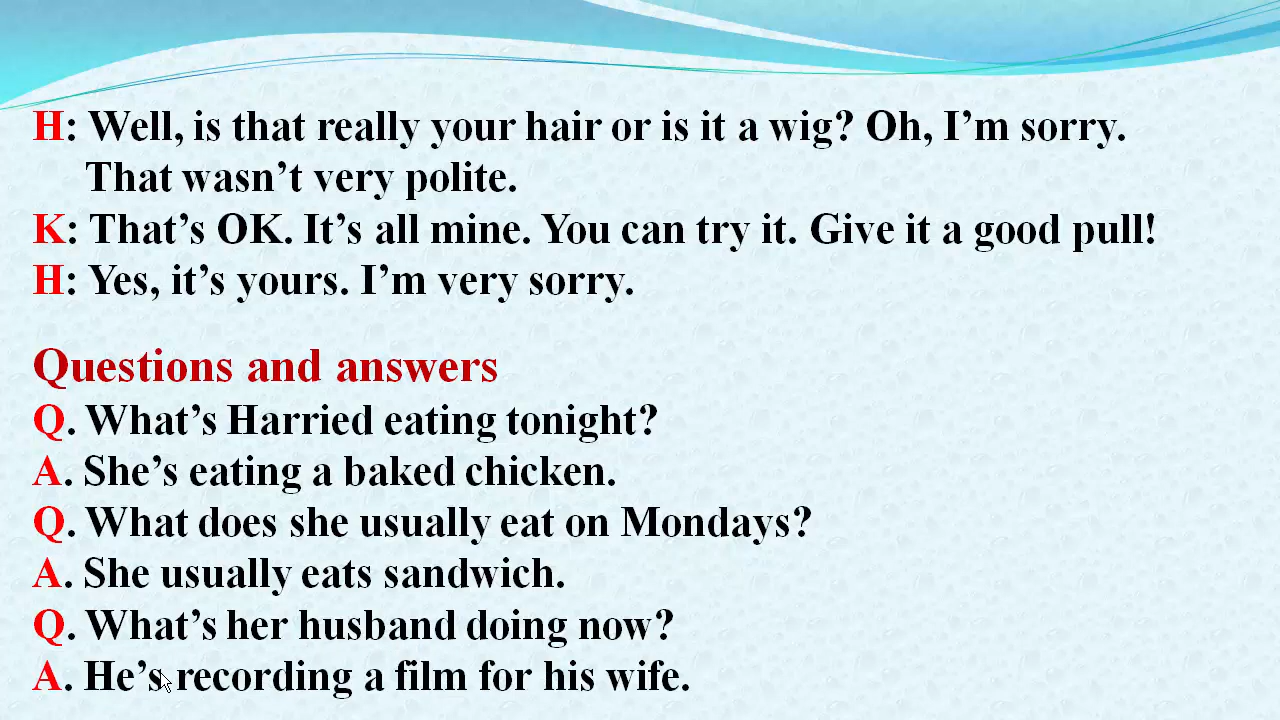 H: Well, is that really your hair or is it a wig? Oh, I’m sorry.
That wasn’t very polite.
K: That’s OK. It’s all mine. You can try it. Give it a good pull!
H: Yes, it’s yours. I’m very sorry.
Questions and answers
Q. What’s Harried eating tonight?
A. She’s eating a baked chicken.
Q. What does she usually eat on Mondays?
A. She usually eats sandwich.
Q. What’s her husband doing now?
A. He’s recording a film for his wife.